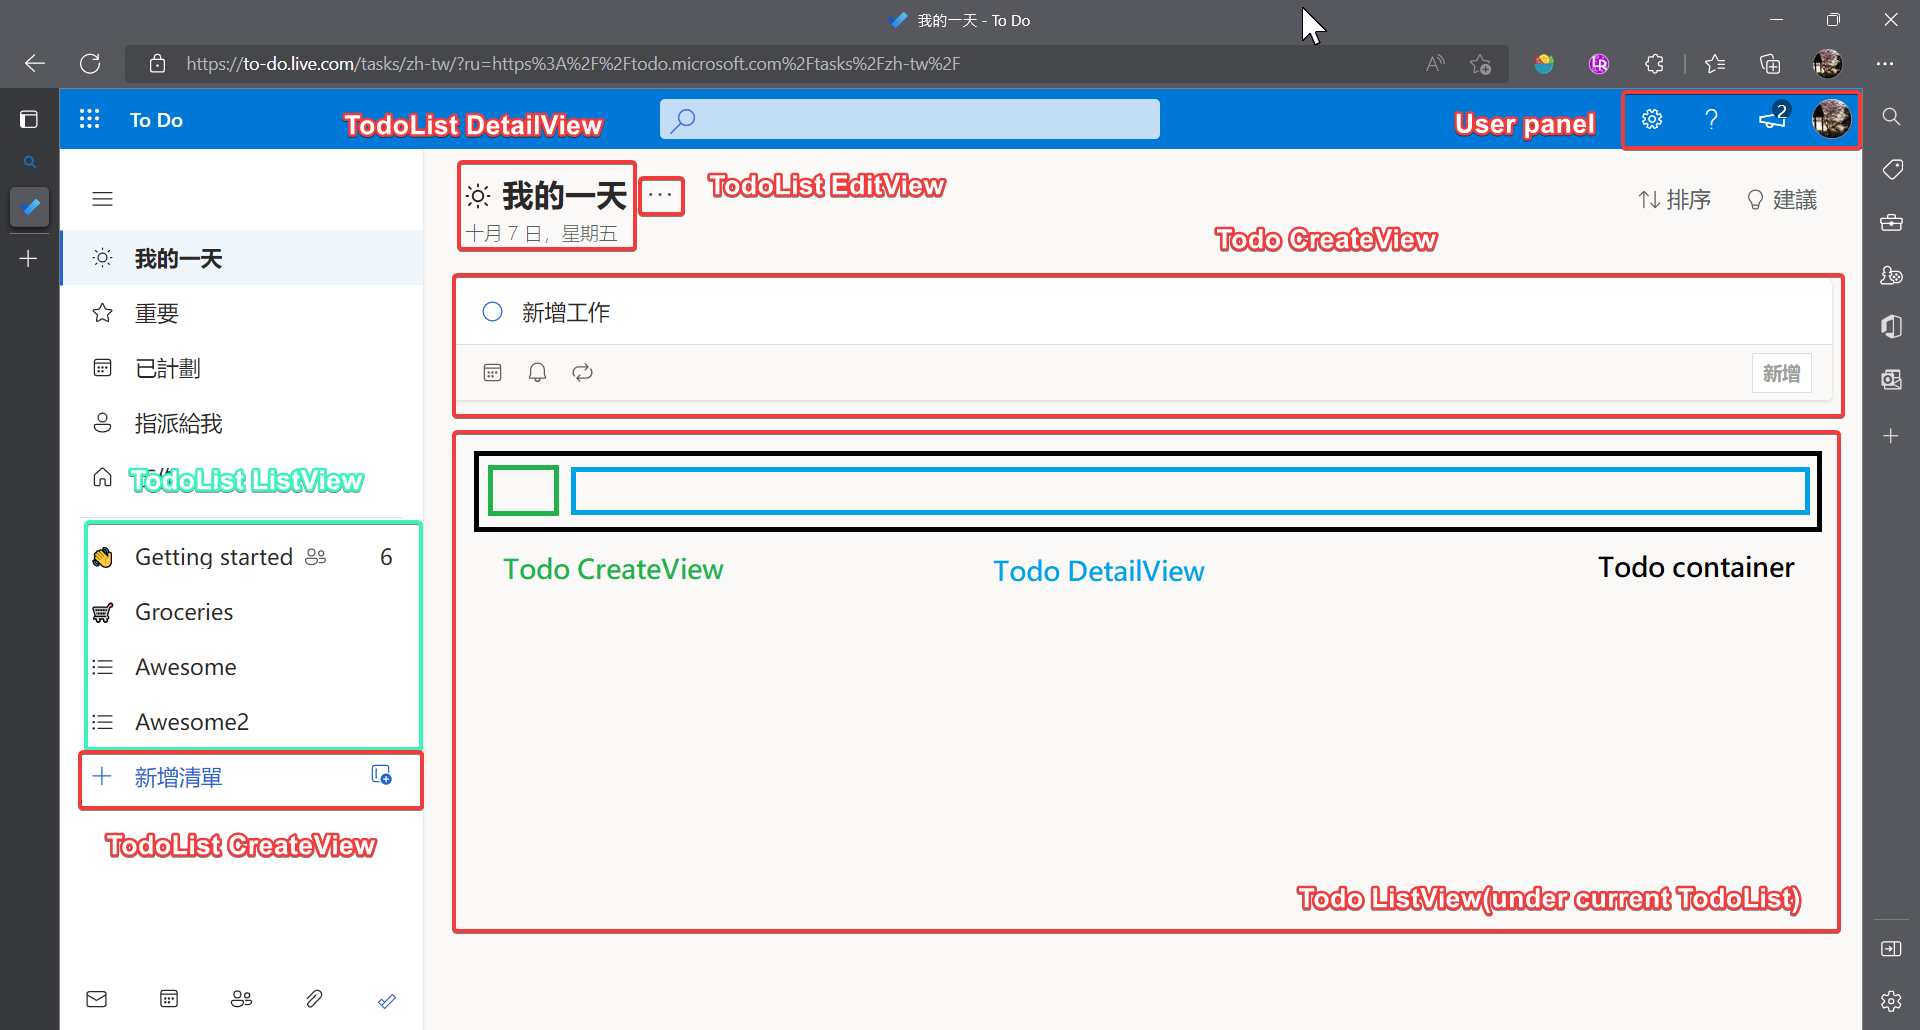 我的一天 - To Do
https://to-do.live.com/tasks/zh-tw/?ru=https%3A%2F%2Ftodo.microsoft.com%2Ftasks%2Fzh-tw%2F
To Do
TodoList DetailView
User panel
2
我的一天
十月 7 日, 星期五
TodoList EditView
排序
建議
Todo CreateView
我的一天
重要
已計劃
指派給我
TodoList ListView
Getting started
6
Groceries
Awesome
Awesome2
新增清單
TodoList CreateView
新增工作
新增
Todo CreateView
Todo DetailView
Todo container
Todo ListView(under current TodoList)